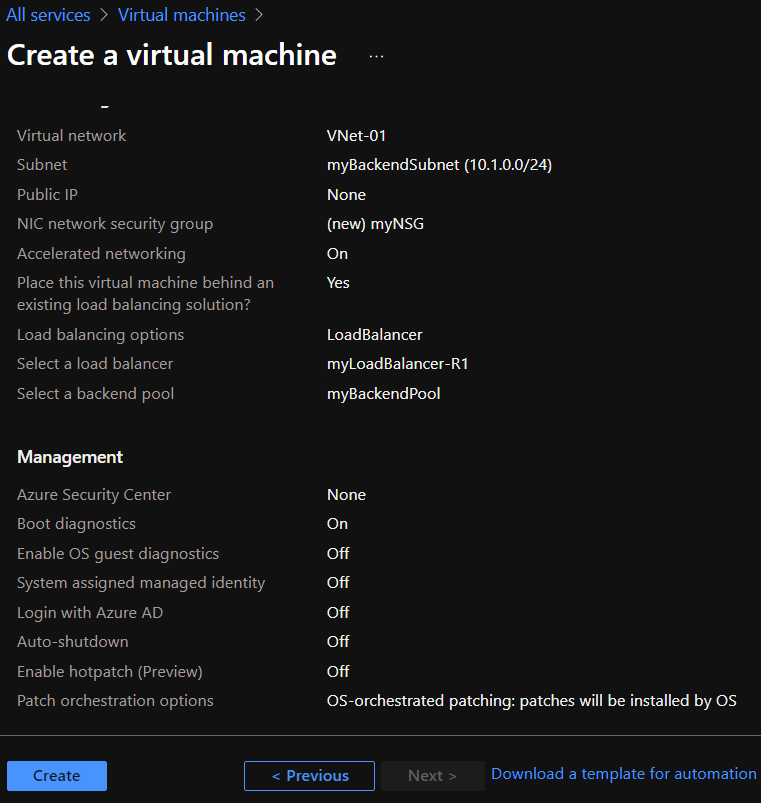 All services > Virtual machines >
Create a virtual machine ...
Virtual network VNet-01
Subnet myBackendSubnet (10.1.0.0/24)
Public IP None
NIC network security group (new) myNSG
Accelerated networking On
Place this virtual machine behind an Yes
existing load balancing solution?
Load balancing options LoadBalancer
Select a load balancer myLoadBalancer-R1
Select a backend pool myBackendPool
Management
Azure Security Center None
Boot diagnostics On
Enable OS guest diagnostics Off
System assigned managed identity Off
Login with Azure AD Off
Auto-shutdown Off
Enable hotpatch (Preview) Off
Patch orchestration options OS-orchestrated patching: patches will be installed by OS
Create < Previous Next > Download a template for automation